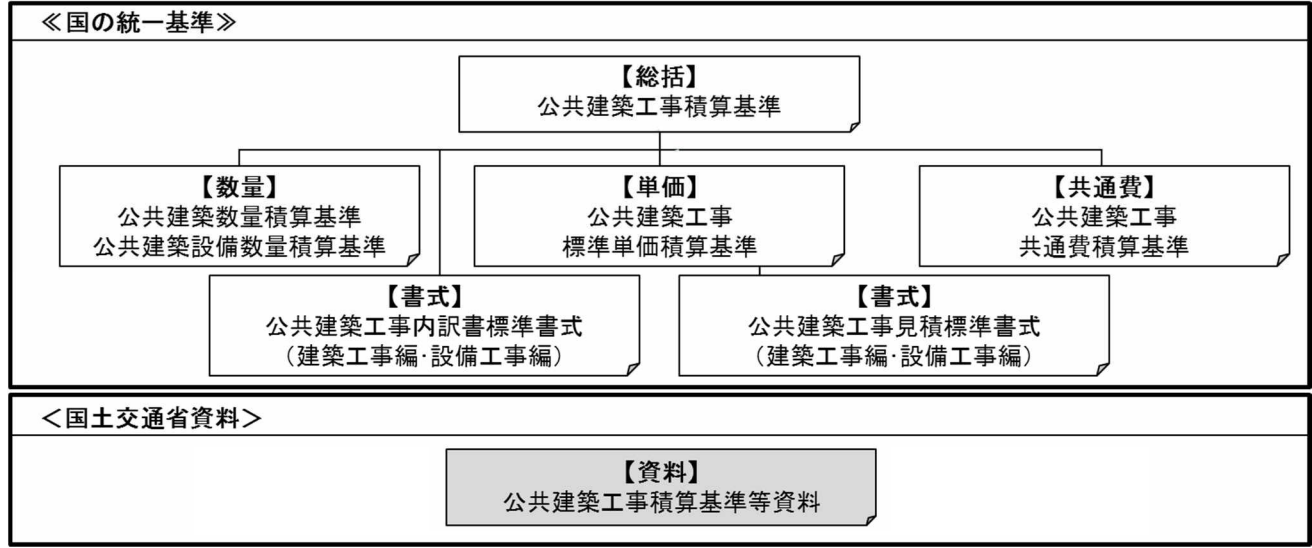 ≪国の統一基準≫
【総括】
公共建築工事積算基準
【数量】
公共建築数量積算基準
公共建築設備数量積算基準
【単価】
公共建築工事
標準単価積算基準
【共通費】
公共建築工事
共通費積算基準
【書式】
公共建築工事内訳書標準書式
（建築工事編・設備工事編）
【書式】
公共建築工事見積標準書式
（建築工事編・設備工事編）
＜国土交通省資料＞
【資料】
公共建築工事積算基準等資料